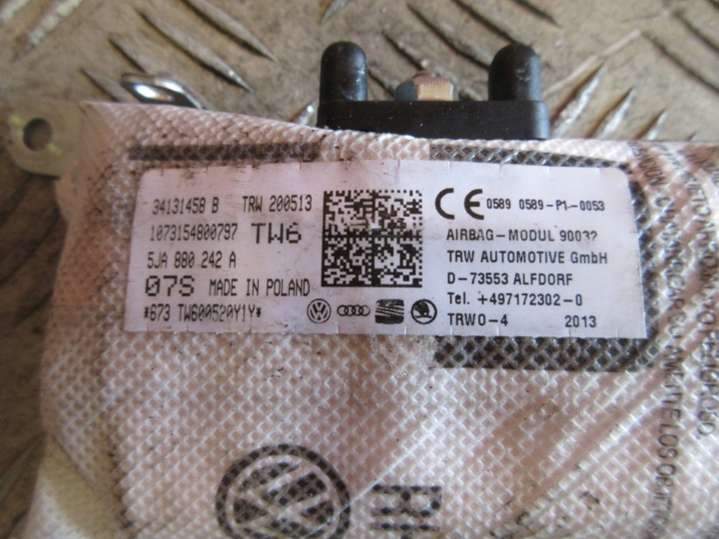 34131458 B TRW 200513
1073154800797 TW6
5JA 880 242 A
07S MADE IN POLAND
*673 TW600520Y1Y*
CE 0589 0589-P1-0053
AIRBAG-MODUL 90032
TRW AUTOMOTIVE GmbH
D-73553 ALFDORF
Tel. +497172302-0
TRWO-4 2013